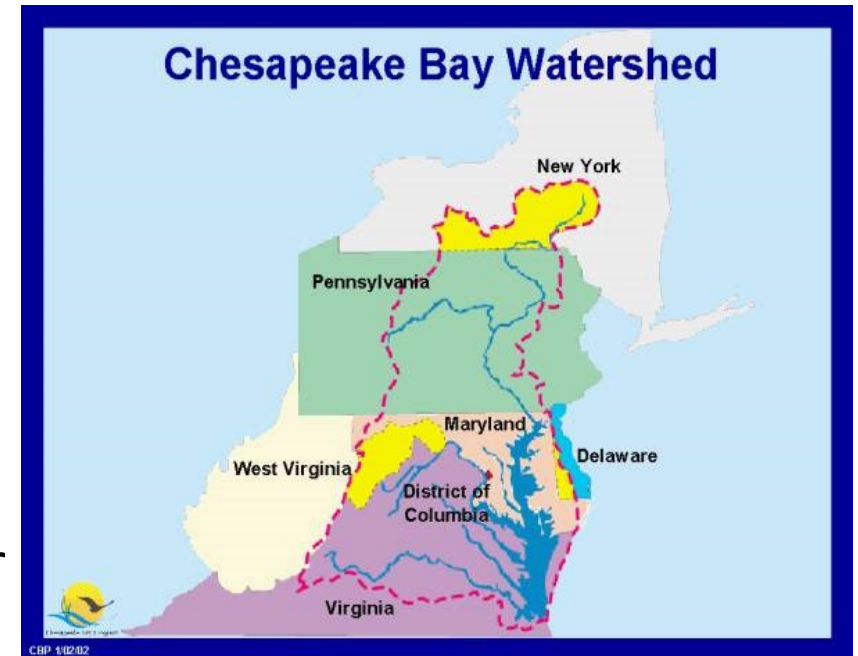 Chesapeake Bay Watershed
New York
Pennsylvania
Maryland
West Virginia
Delaware
District of
Columbia
Virginia
CBP 1/02/02